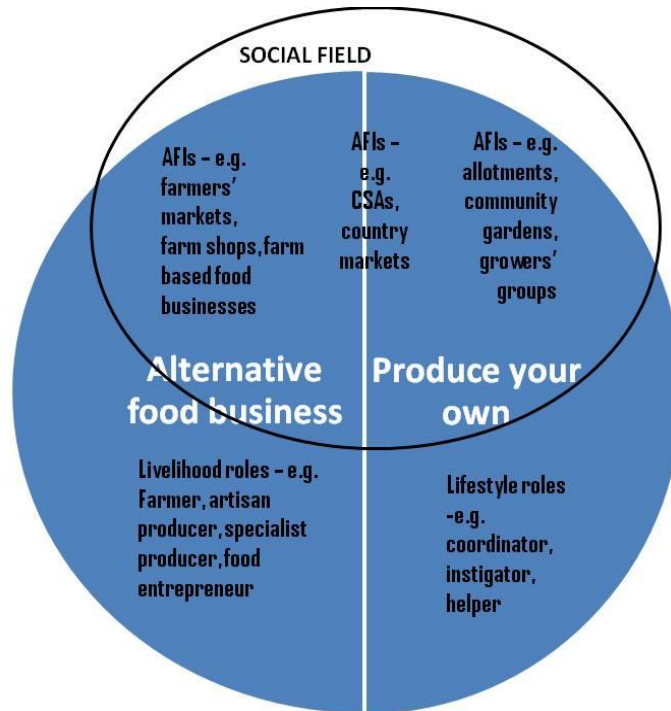 SOCIAL FIELD
AFIs – e.g.
farmers'
markets,
farm shops, farm
based food
businesses
AFIs –
e.g.
CSAs,
country
markets
AFIs – e.g.
allotments,
community
gardens,
growers'
groups
Alternative
food business
Produce your
own
Livelihood roles – e.g.
Farmer, artisan
producer, specialist
producer, food
entrepreneur
Lifestyle roles
-e.g.
coordinator,
instigator,
helper